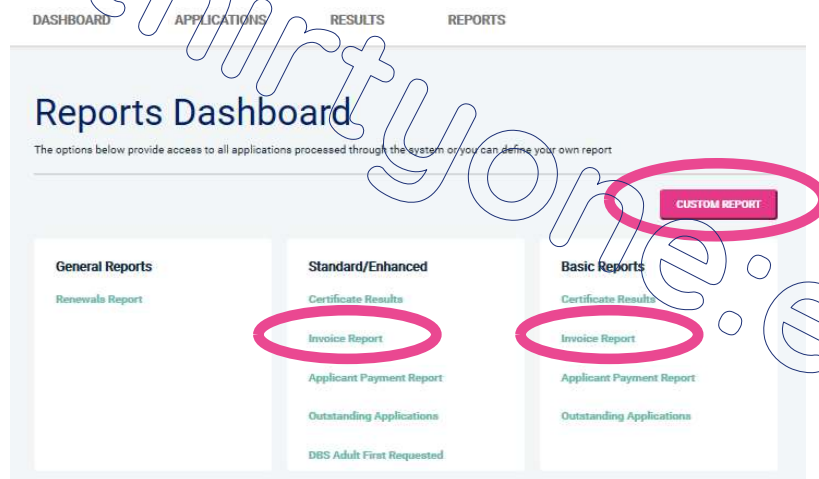 DASHBOARD APPLICATIONS RESULTS REPORTS
Reports Dashboard
The options below provide access to all applications processed through the system or you can define your own report
CUSTOM REPORT
General Reports
Renewals Report
Standard/Enhanced
Certificate Results
Invoice Report
Applicant Payment Report
Outstanding Applications
DBS Adult First Requested
Basic Reports
Certificate Results
Invoice Report
Applicant Payment Report
Outstanding Applications
thirtyone:e